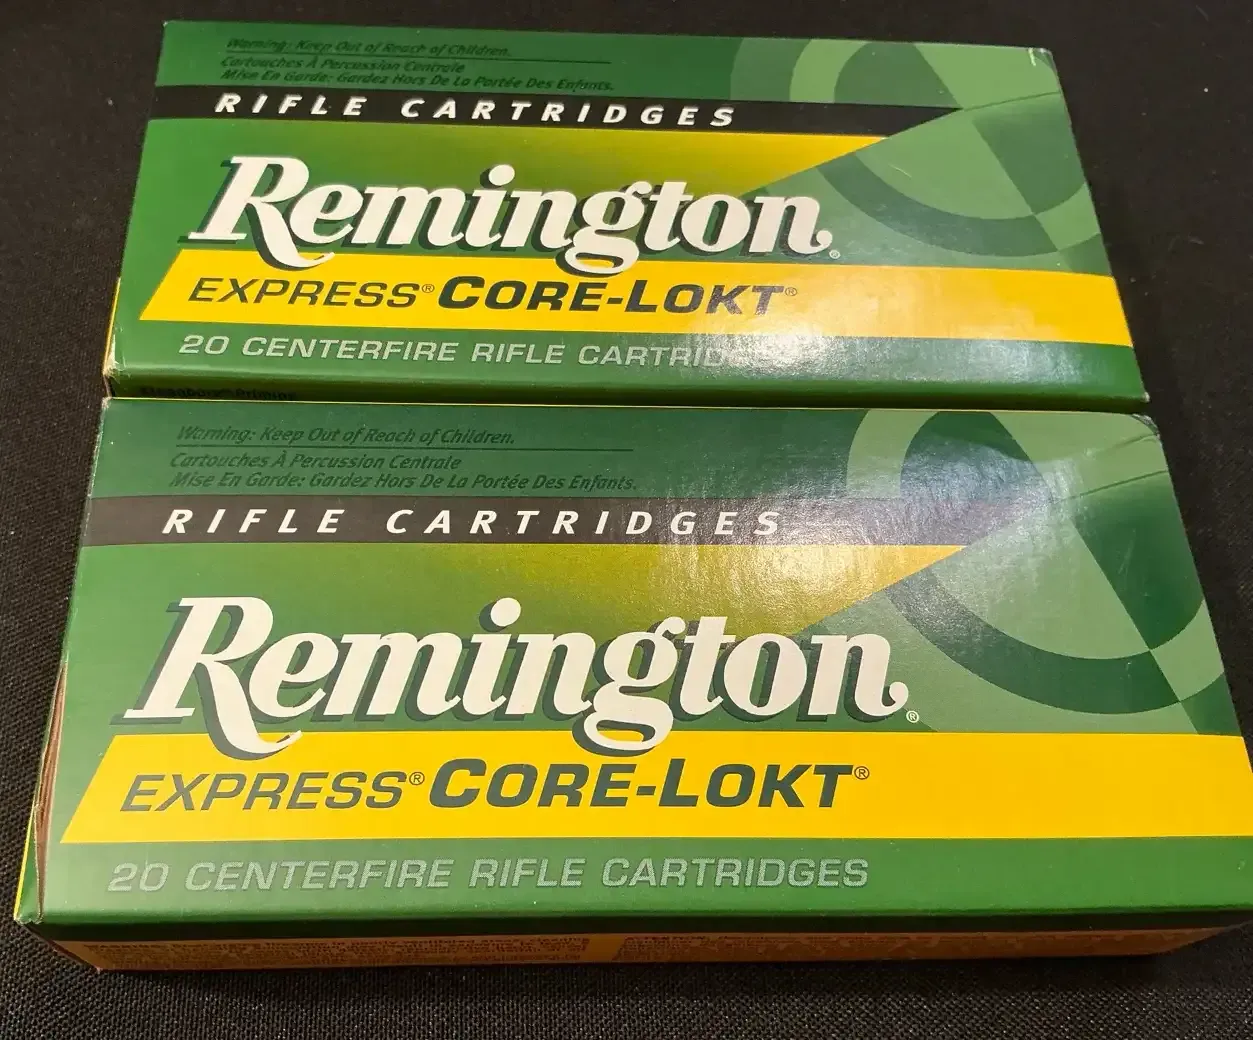 Warning: Keep Out of Reach of Children.
Cartouches À Percussion Centrale
Mise En Garde: Gardez Hors De La Portée Des Enfants.
RIFLE CARTRIDGES
Remington®
EXPRESS® CORE-LOKT®
20 CENTERFIRE RIFLE CARTRID
Warning: Keep Out of Reach of Children.
Cartouches À Percussion Centrale
Mise En Garde: Gardez Hors De La Portée Des Enfants.
RIFLE CARTRIDGES
Remington®
EXPRESS® CORE-LOKT®
20 CENTERFIRE RIFLE CARTRIDGES